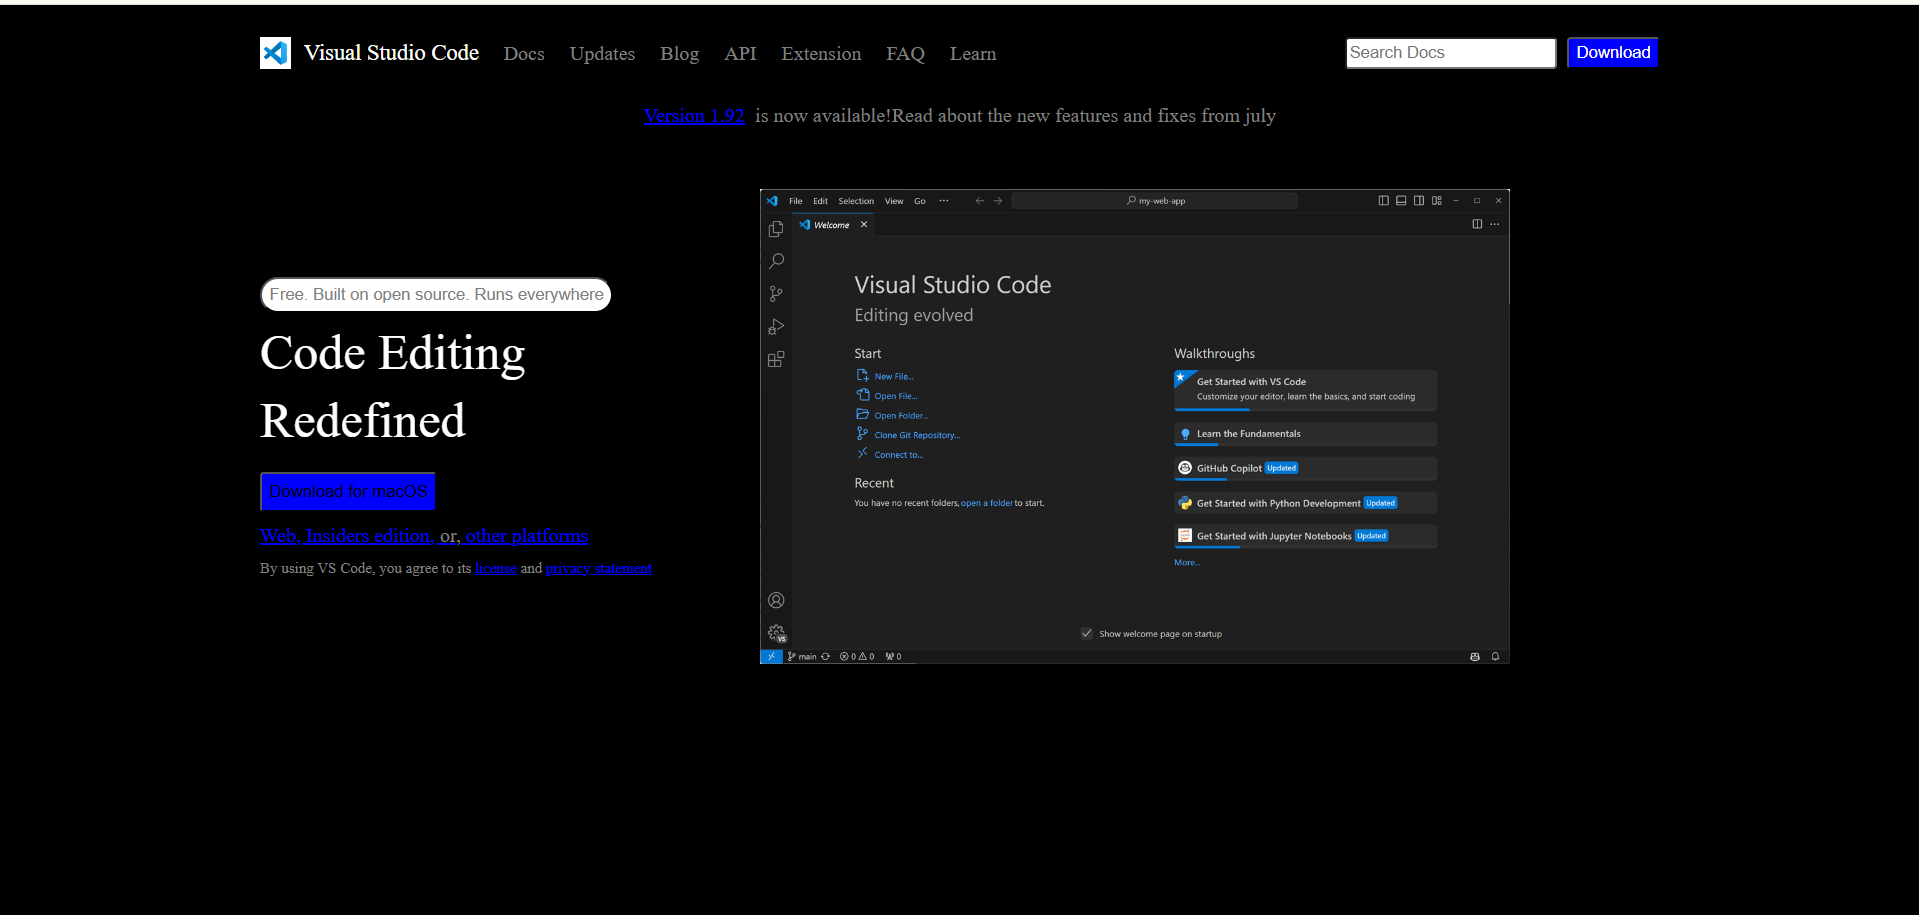 Visual Studio Code Docs Updates Blog API Extension FAQ Learn Search Docs Download
Version 1.92 is now available!Read about the new features and fixes from july
Free. Built on open source. Runs everywhere
Code Editing
Redefined
Download for macOS
Web, Insiders edition, or, other platforms
By using VS Code, you agree to its license and privacy statement
File Edit Selection View Go ··· my-web-app
Welcome
Visual Studio Code
Editing evolved
Start
New File...
Open File...
Open Folder...
Clone Git Repository...
Connect to...
Recent
You have no recent folders, open a folder to start.
Walkthroughs
Get Started with VS Code
Customize your editor, learn the basics, and start coding
Learn the Fundamentals
GitHub Copilot Updated
Get Started with Python Development Updated
Get Started with Jupyter Notebooks Updated
More...
Show welcome page on startup
VS
main 0 0 0